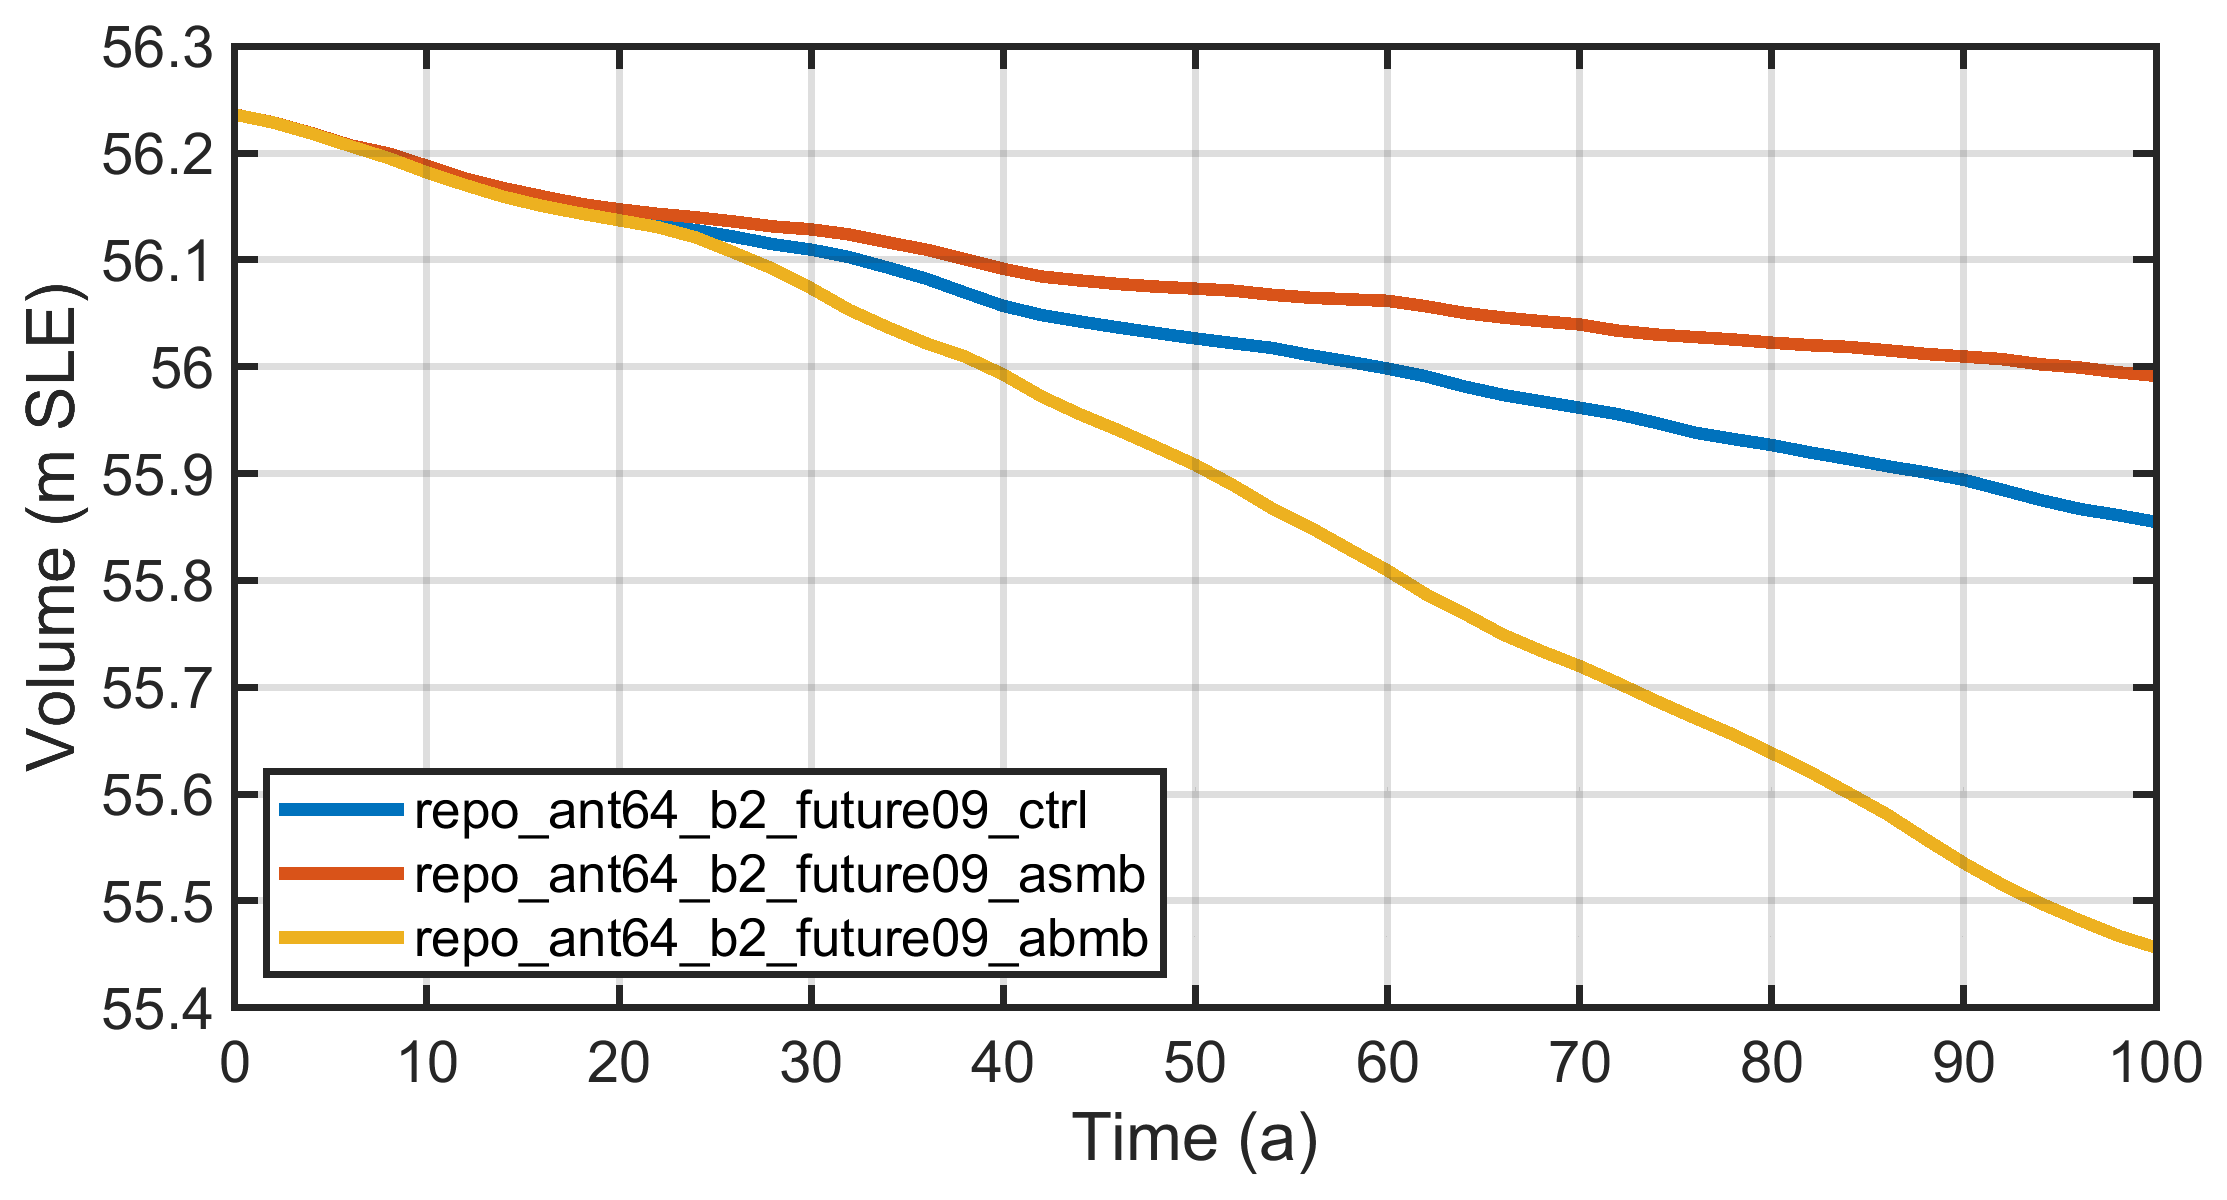 56.3
56.2
56.1
56
55.9
55.8
55.7
55.6
55.5
55.4
Volume (m SLE)
repo_ant64_b2_future09_ctrl
repo_ant64_b2_future09_asmb
repo_ant64_b2_future09_abmb
0 10 20 30 40 50 60 70 80 90 100
Time (a)